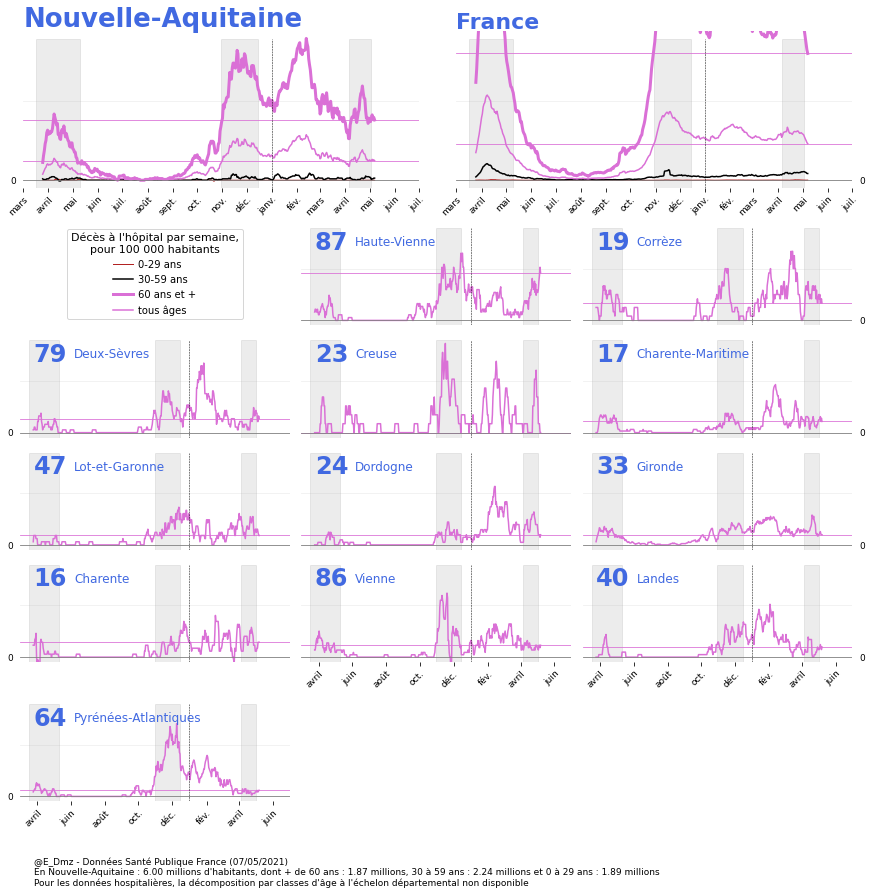 Nouvelle-Aquitaine
France
0
0
mars avril mai juin juil. août sept. oct. nov. déc. janv. fév. mars avril mai juin juil.
mars avril mai juin juil. août sept. oct. nov. déc. janv. fév. mars avril mai juin juil.
Décès à l'hôpital par semaine,
pour 100 000 habitants
0-29 ans
30-59 ans
60 ans et +
tous âges
87 Haute-Vienne
19 Corrèze
0
79 Deux-Sèvres
23 Creuse
17 Charente-Maritime
0
0
47 Lot-et-Garonne
24 Dordogne
33 Gironde
0
0
16 Charente
86 Vienne
40 Landes
0
0
avril juin août oct. déc. fév. avril juin
avril juin août oct. déc. fév. avril juin
64 Pyrénées-Atlantiques
0
avril juin août oct. déc. fév. avril juin
@E_Dmz - Données Santé Publique France (07/05/2021)
En Nouvelle-Aquitaine : 6.00 millions d'habitants, dont + de 60 ans : 1.87 millions, 30 à 59 ans : 2.24 millions et 0 à 29 ans : 1.89 millions
Pour les données hospitalières, la décomposition par classes d'âge à l'échelon départemental non disponible